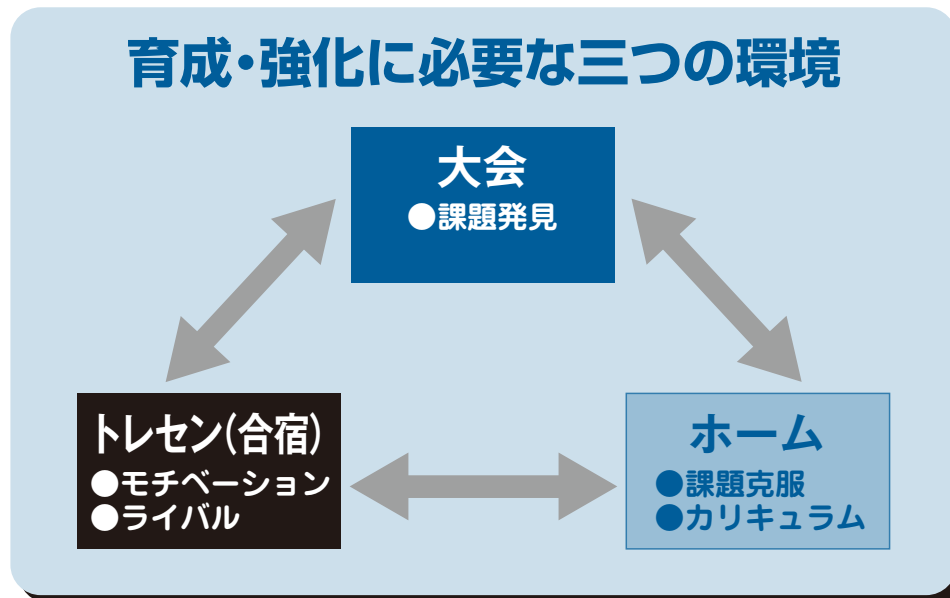 育成・強化に必要な三つの環境
大会
●課題発見
トレセン(合宿)
●モチベーション
●ライバル
ホーム
●課題克服
●カリキュラム